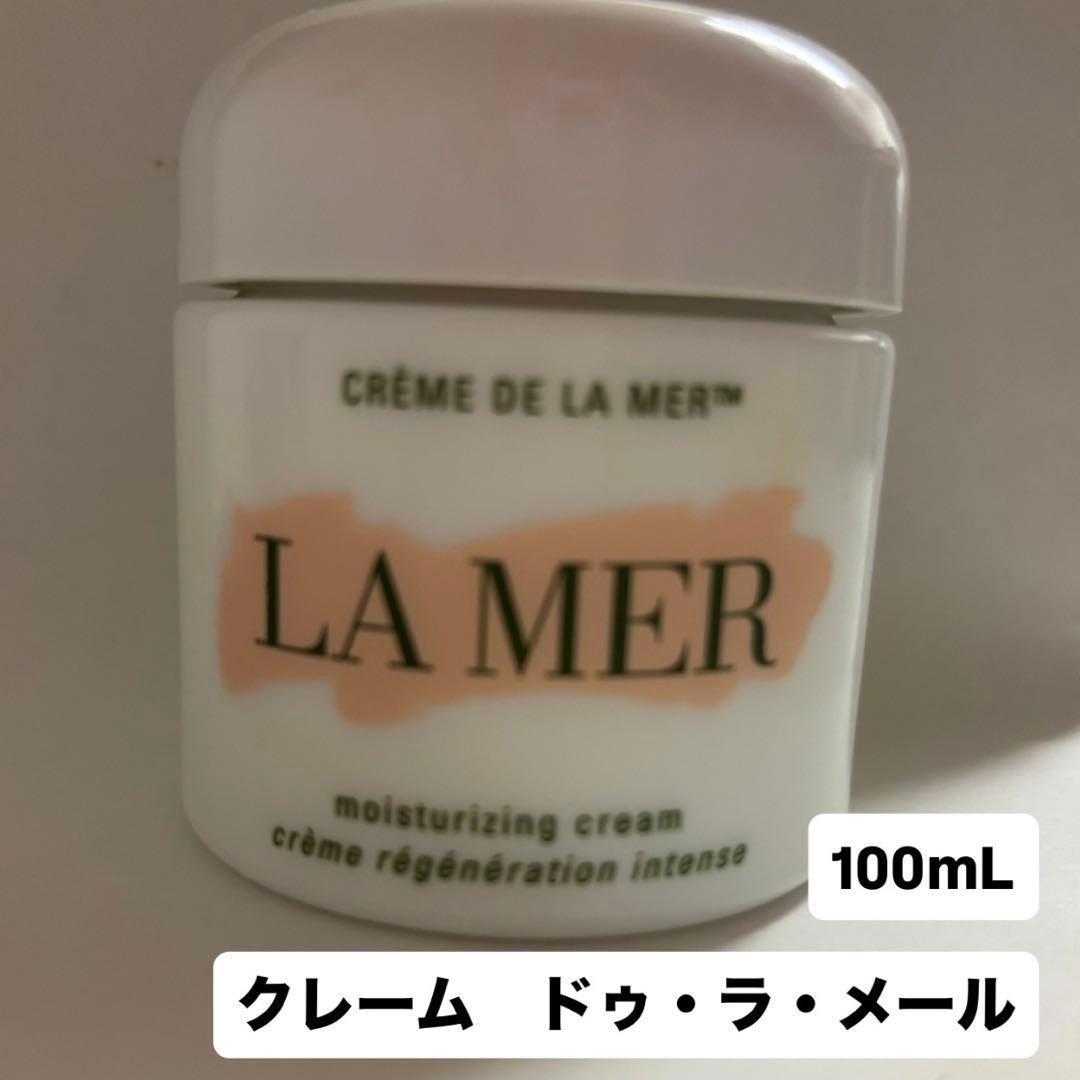 CRÈME DE LA MER™
LA MER
moisturizing cream
crème régénération intense
100mL
クレーム　ドゥ・ラ・メール